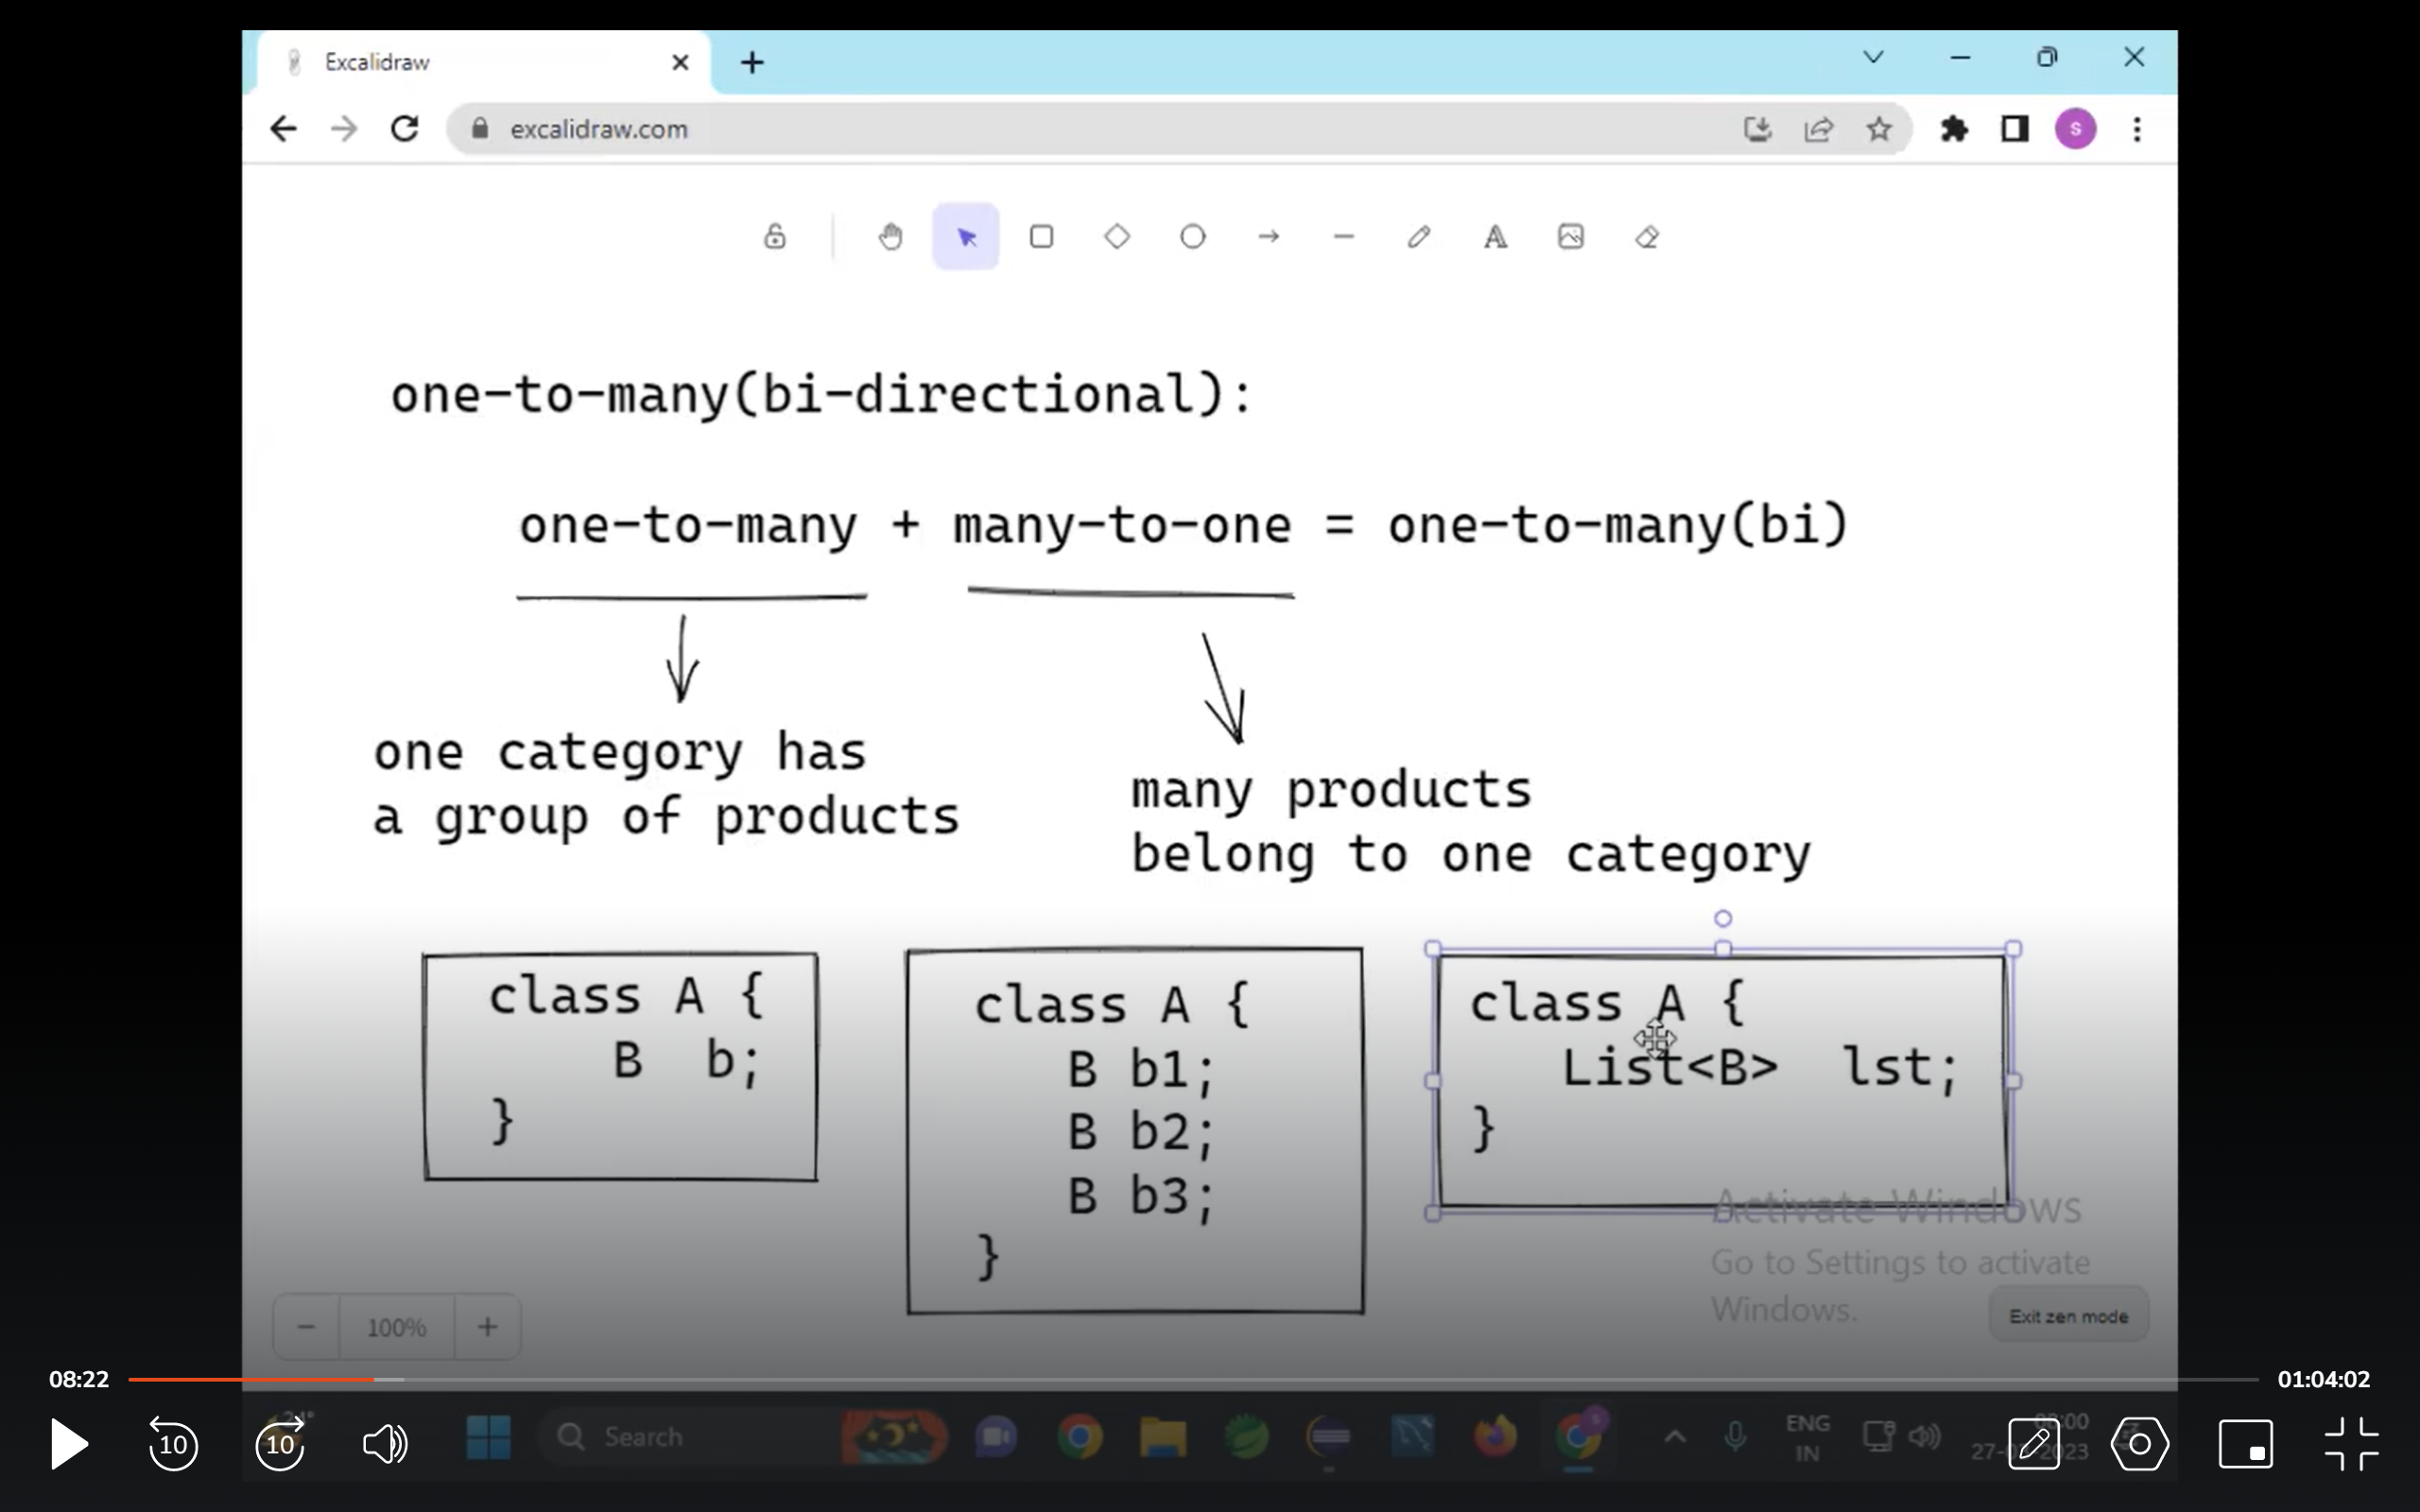 Excalidraw
excalidraw.com
S
one-to-many(bi-directional):
one-to-many + many-to-one = one-to-many(bi)
one category has
a group of products
many products
belong to one category
class A {
B b;
}
class A {
B b1;
B b2;
B b3;
}
class A {
List<B> lst;
}
Activate Windows
Go to Settings to activate
Windows.
100%
Exit zen mode
08:22
01:04:02
10
10
Search
ENG
IN